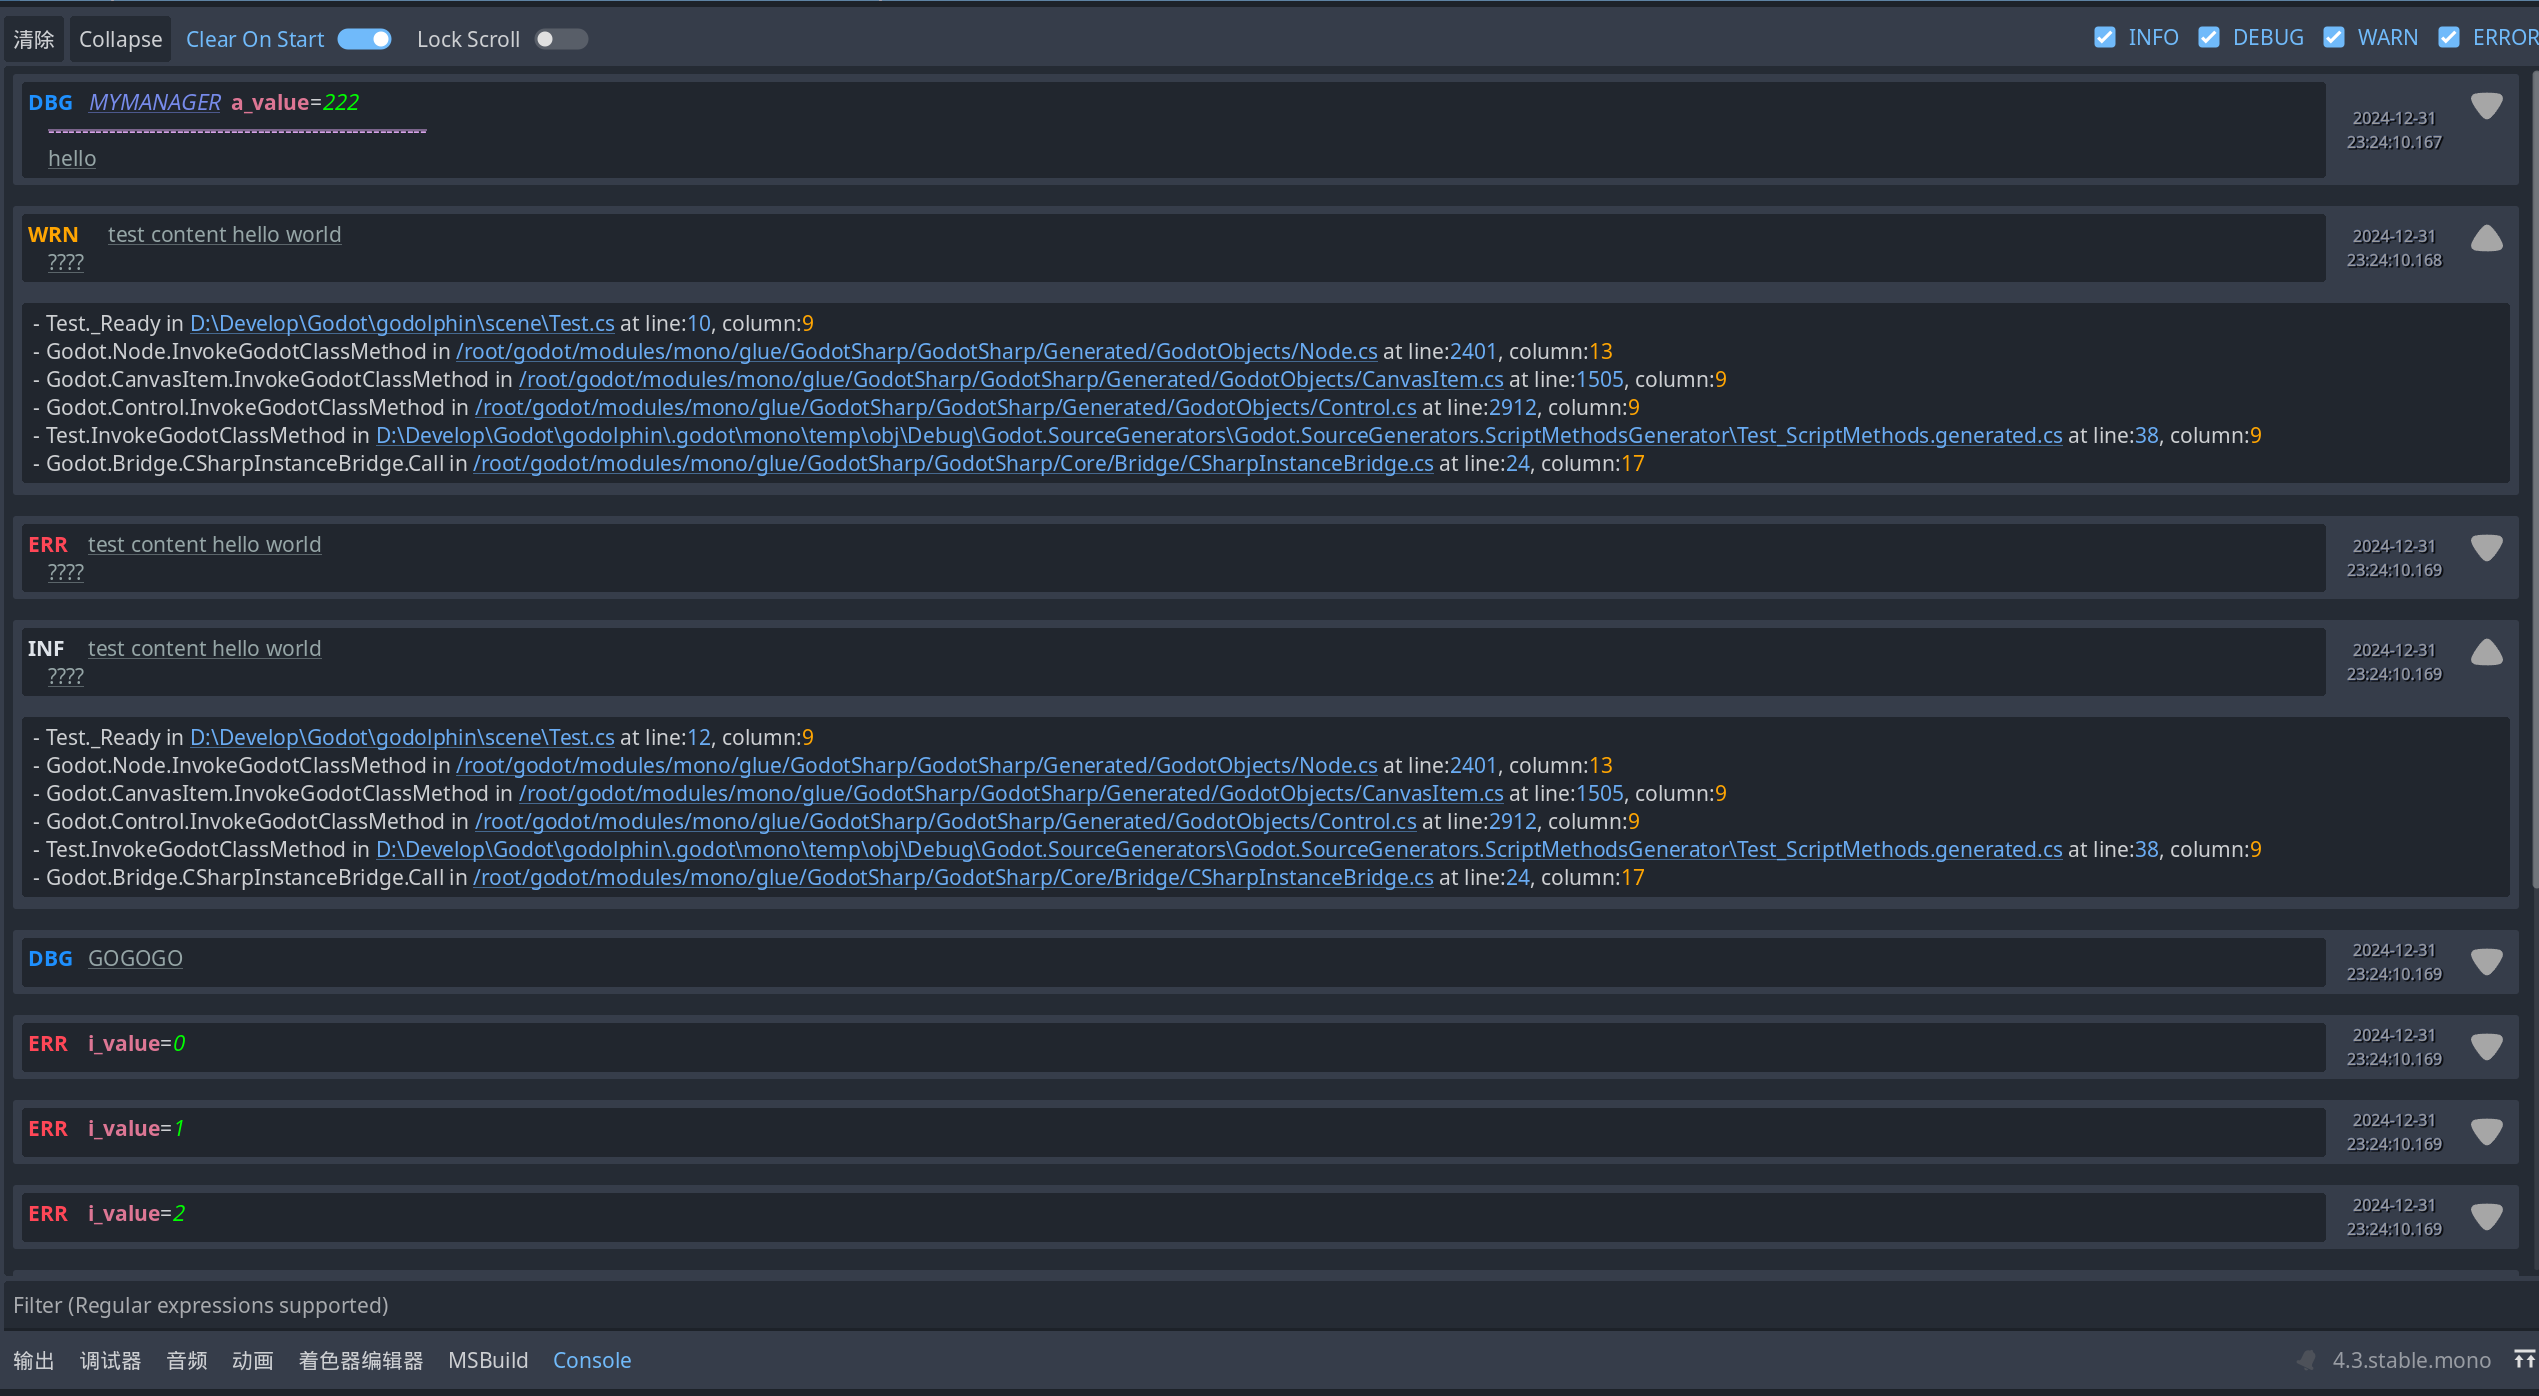 清除 Collapse Clear On Start Lock Scroll INFO DEBUG WARN ERROR
DBG MYMANAGER a_value=222
--------------------------------------------------------
hello
2024-12-31
23:24:10.167
WRN test content hello world
????
2024-12-31
23:24:10.168
- Test._Ready in D:\Develop\Godot\godolphin\scene\Test.cs at line:10, column:9
- Godot.Node.InvokeGodotClassMethod in /root/godot/modules/mono/glue/GodotSharp/GodotSharp/Generated/GodotObjects/Node.cs at line:2401, column:13
- Godot.CanvasItem.InvokeGodotClassMethod in /root/godot/modules/mono/glue/GodotSharp/GodotSharp/Generated/GodotObjects/CanvasItem.cs at line:1505, column:9
- Godot.Control.InvokeGodotClassMethod in /root/godot/modules/mono/glue/GodotSharp/GodotSharp/Generated/GodotObjects/Control.cs at line:2912, column:9
- Test.InvokeGodotClassMethod in D:\Develop\Godot\godolphin\.godot\mono\temp\obj\Debug\Godot.SourceGenerators\Godot.SourceGenerators.ScriptMethodsGenerator\Test_ScriptMethods.generated.cs at line:38, column:9
- Godot.Bridge.CSharpInstanceBridge.Call in /root/godot/modules/mono/glue/GodotSharp/GodotSharp/Core/Bridge/CSharpInstanceBridge.cs at line:24, column:17
ERR test content hello world
????
2024-12-31
23:24:10.169
INF test content hello world
????
2024-12-31
23:24:10.169
- Test._Ready in D:\Develop\Godot\godolphin\scene\Test.cs at line:12, column:9
- Godot.Node.InvokeGodotClassMethod in /root/godot/modules/mono/glue/GodotSharp/GodotSharp/Generated/GodotObjects/Node.cs at line:2401, column:13
- Godot.CanvasItem.InvokeGodotClassMethod in /root/godot/modules/mono/glue/GodotSharp/GodotSharp/Generated/GodotObjects/CanvasItem.cs at line:1505, column:9
- Godot.Control.InvokeGodotClassMethod in /root/godot/modules/mono/glue/GodotSharp/GodotSharp/Generated/GodotObjects/Control.cs at line:2912, column:9
- Test.InvokeGodotClassMethod in D:\Develop\Godot\godolphin\.godot\mono\temp\obj\Debug\Godot.SourceGenerators\Godot.SourceGenerators.ScriptMethodsGenerator\Test_ScriptMethods.generated.cs at line:38, column:9
- Godot.Bridge.CSharpInstanceBridge.Call in /root/godot/modules/mono/glue/GodotSharp/GodotSharp/Core/Bridge/CSharpInstanceBridge.cs at line:24, column:17
DBG GOGOGO
2024-12-31
23:24:10.169
ERR i_value=0
2024-12-31
23:24:10.169
ERR i_value=1
2024-12-31
23:24:10.169
ERR i_value=2
2024-12-31
23:24:10.169
Filter (Regular expressions supported)
输出 调试器 音频 动画 着色器编辑器 MSBuild Console 4.3.stable.mono